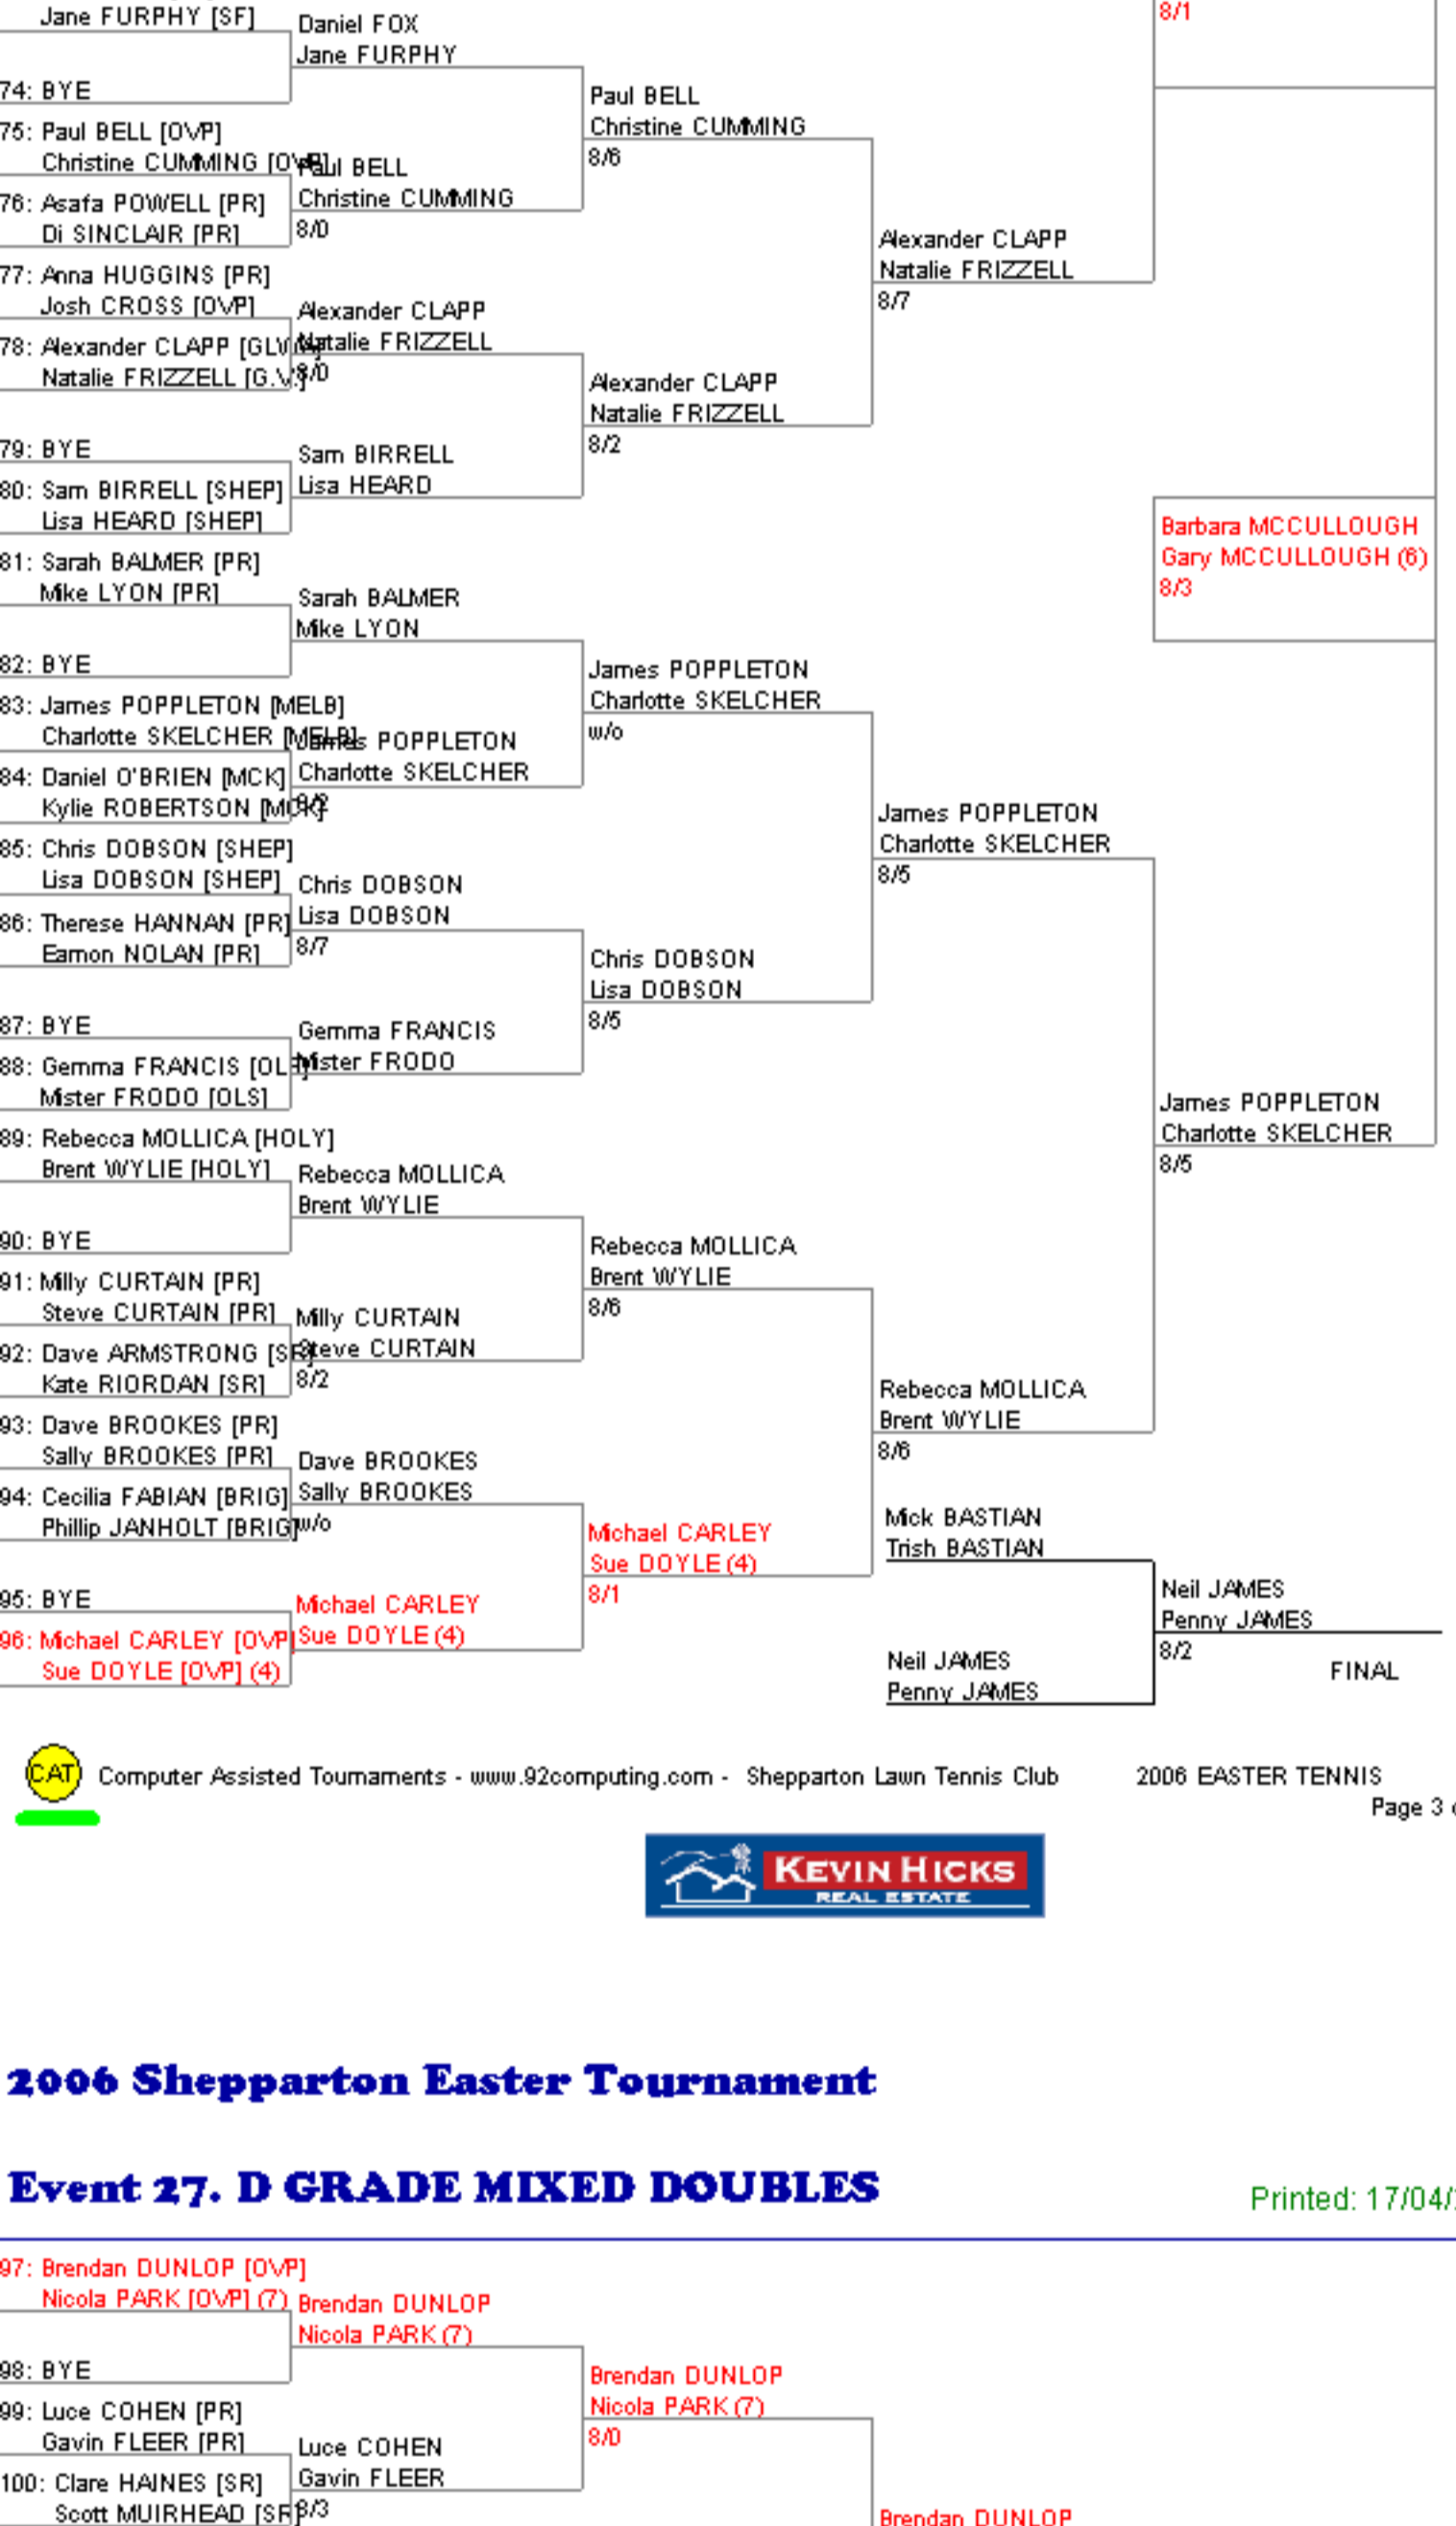 Jane FURPHY [SF]
Daniel FOX
Jane FURPHY
8/1
74: BYE
Paul BELL
Christine CUMMING
8/6
75: Paul BELL [OVP]
Christine CUMMING
Paul BELL
Christine CUMMING
8/0
76: Asafa POWELL [PR]
Di SINCLAIR [PR]
Alexander CLAPP
Natalie FRIZZELL
8/7
77: Anna HUGGINS [PR]
Josh CROSS [OVP]
Alexander CLAPP
Natalie FRIZZELL
8/0
78: Alexander CLAPP
Natalie FRIZZELL [G.V.]
Alexander CLAPP
Natalie FRIZZELL
8/2
79: BYE
Sam BIRRELL
Lisa HEARD
80: Sam BIRRELL [SHEP]
Lisa HEARD [SHEP]
Barbara MCCULLOUGH
Gary MCCULLOUGH (6)
8/3
81: Sarah BALMER [PR]
Mike LYON [PR]
Sarah BALMER
Mike LYON
82: BYE
James POPPLETON
Charlotte SKELCHER
w/o
83: James POPPLETON [MELB]
Charlotte SKELCHER [MELB]
James POPPLETON
Charlotte SKELCHER
84: Daniel O'BRIEN [MCK]
Kylie ROBERTSON [MCK]
James POPPLETON
Charlotte SKELCHER
8/5
85: Chris DOBSON [SHEP]
Lisa DOBSON [SHEP]
Chris DOBSON
Lisa DOBSON
8/7
86: Therese HANNAN [PR]
Eamon NOLAN [PR]
Chris DOBSON
Lisa DOBSON
8/5
87: BYE
Gemma FRANCIS
Mister FRODO
88: Gemma FRANCIS [OLS]
Mister FRODO [OLS]
James POPPLETON
Charlotte SKELCHER
8/5
89: Rebecca MOLLICA [HOLY]
Brent WYLIE [HOLY]
Rebecca MOLLICA
Brent WYLIE
90: BYE
Rebecca MOLLICA
Brent WYLIE
8/6
91: Milly CURTAIN [PR]
Steve CURTAIN [PR]
Milly CURTAIN
Steve CURTAIN
8/2
92: Dave ARMSTRONG [SR]
Kate RIORDAN [SR]
Rebecca MOLLICA
Brent WYLIE
8/6
93: Dave BROOKES [PR]
Sally BROOKES [PR]
Dave BROOKES
Sally BROOKES
w/o
94: Cecilia FABIAN [BRIG]
Phillip JANHOLT [BRIG]
Michael CARLEY
Sue DOYLE (4)
8/1
Mick BASTIAN
Trish BASTIAN
95: BYE
Michael CARLEY
Sue DOYLE (4)
96: Michael CARLEY [OVP]
Sue DOYLE [OVP] (4)
Neil JAMES
Penny JAMES
8/2
FINAL
Neil JAMES
Penny JAMES
CAT
Computer Assisted Tournaments - www.92computing.com - Shepparton Lawn Tennis Club 2006 EASTER TENNIS
Page 3
KEVIN HICKS
REAL ESTATE
2006 Shepparton Easter Tournament
Event 27. D GRADE MIXED DOUBLES
Printed: 17/04/
97: Brendan DUNLOP [OVP]
Nicola PARK [OVP] (7)
Brendan DUNLOP
Nicola PARK (7)
98: BYE
Brendan DUNLOP
Nicola PARK (7)
8/0
99: Luce COHEN [PR]
Gavin FLEER [PR]
Luce COHEN
Gavin FLEER
8/3
100: Clare HAINES [SR]
Scott MUIRHEAD [SR]
Brendan DUNLOP